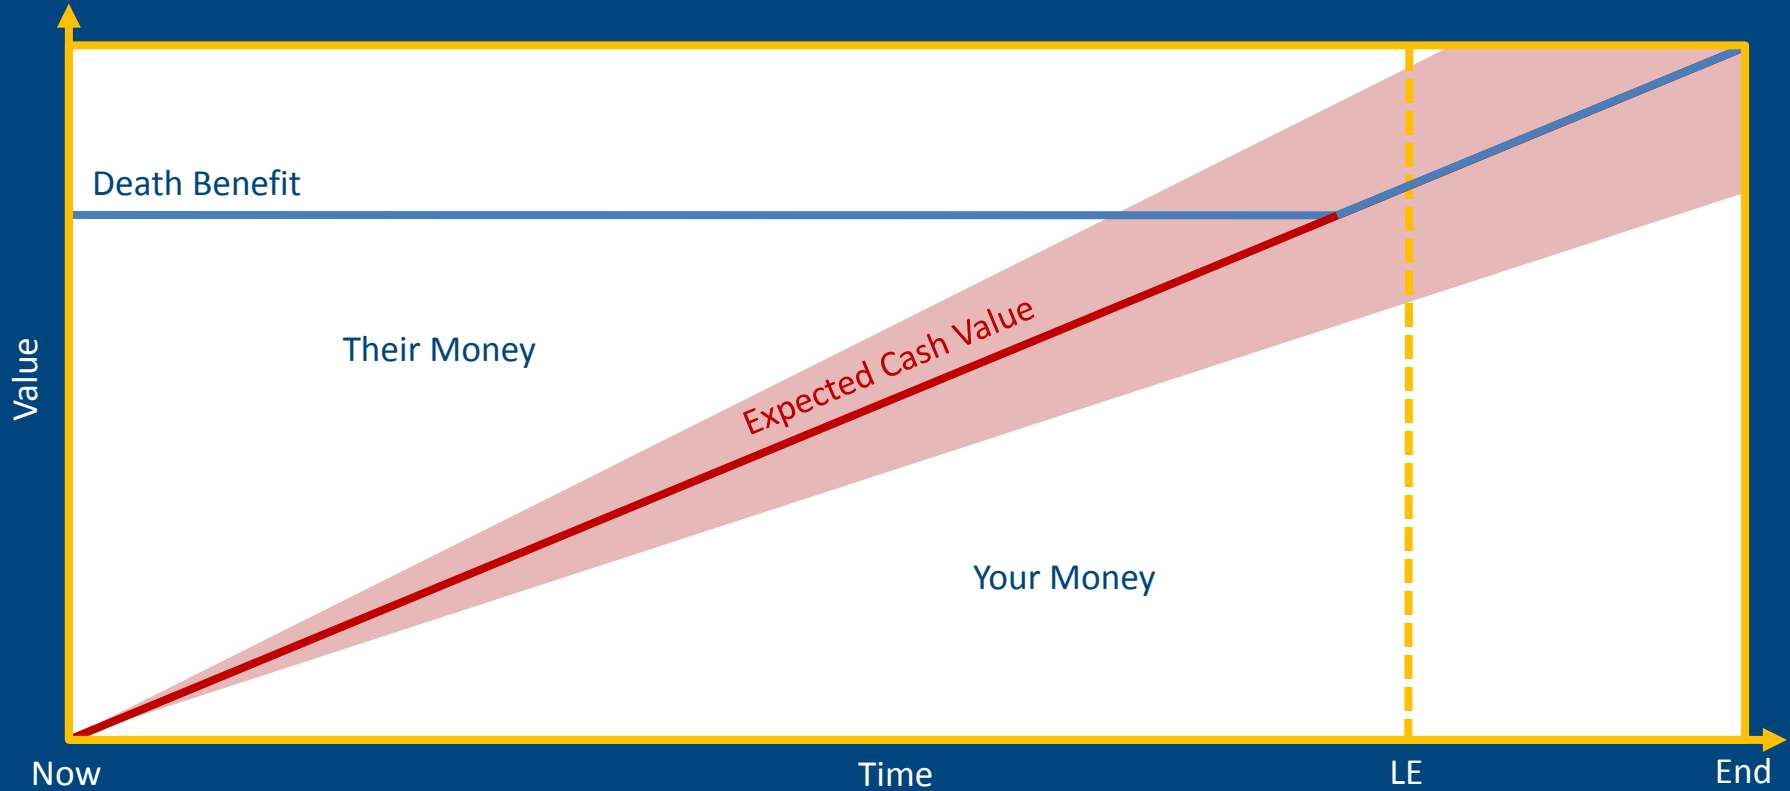 Death Benefit
Their Money
Expected Cash Value
Value
Your Money
Now
Time
LE
End